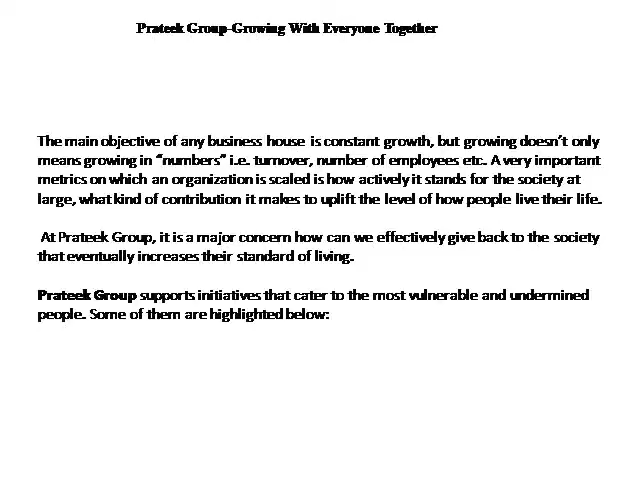 Prateek Group-Growing With Everyone Together
The main objective of any business house is constant growth, but growing doesn't only
means growing in “numbers” i.e. turnover, number of employees etc. A very important
metrics on which an organization is scaled is how actively it stands for the society at
large, what kind of contribution it makes to uplift the level of how people live their life.
At Prateek Group, it is a major concern how can we effectively give back to the society
that eventually increases their standard of living.
Prateek Group supports initiatives that cater to the most vulnerable and undermined
people. Some of them are highlighted below: